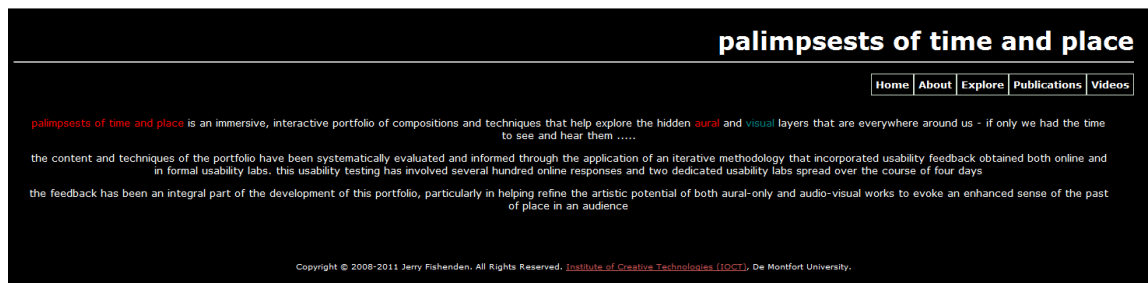 palimpsests of time and place
Home About Explore Publications Videos
palimpsests of time and place is an immersive, interactive portfolio of compositions and techniques that help explore the hidden aural and visual layers that are everywhere around us - if only we had the time
to see and hear them .....
the content and techniques of the portfolio have been systematically evaluated and informed through the application of an iterative methodology that incorporated usability feedback obtained both online and
in formal usability labs. this usability testing has involved several hundred online responses and two dedicated usability labs spread over the course of four days
the feedback has been an integral part of the development of this portfolio, particularly in helping refine the artistic potential of both aural-only and audio-visual works to evoke an enhanced sense of the past
of place in an audience
Copyright © 2008-2011 Jerry Fishenden. All Rights Reserved. Institute of Creative Technologies (IOCT), De Montfort University.